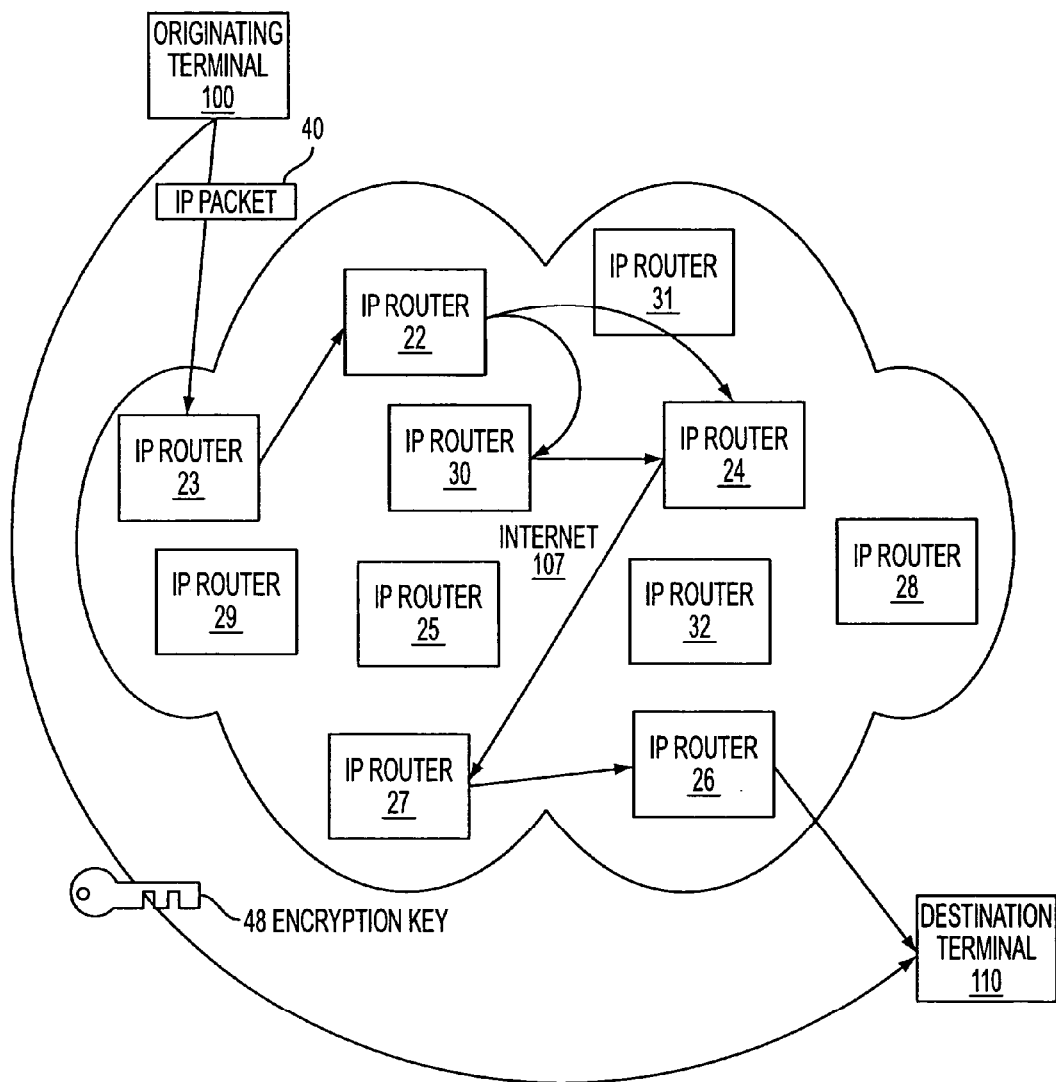 ORIGINATING
TERMINAL
100
40
IP PACKET
IP ROUTER
31
IP ROUTER
22
IP ROUTER
23
IP ROUTER
30
IP ROUTER
24
INTERNET
107
IP ROUTER
28
IP ROUTER
29
IP ROUTER
25
IP ROUTER
32
IP ROUTER
27
IP ROUTER
26
48 ENCRYPTION KEY
DESTINATION
TERMINAL
110